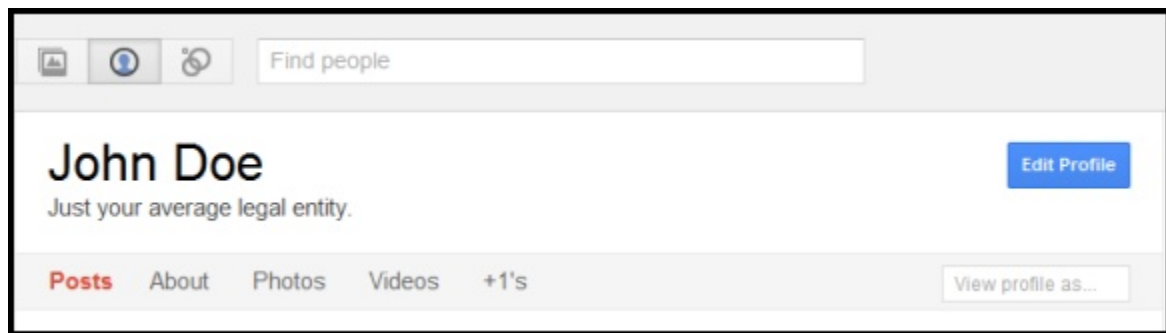 Find people
John Doe
Edit Profile
Just your average legal entity.
Posts About Photos Videos +1's
View profile as...